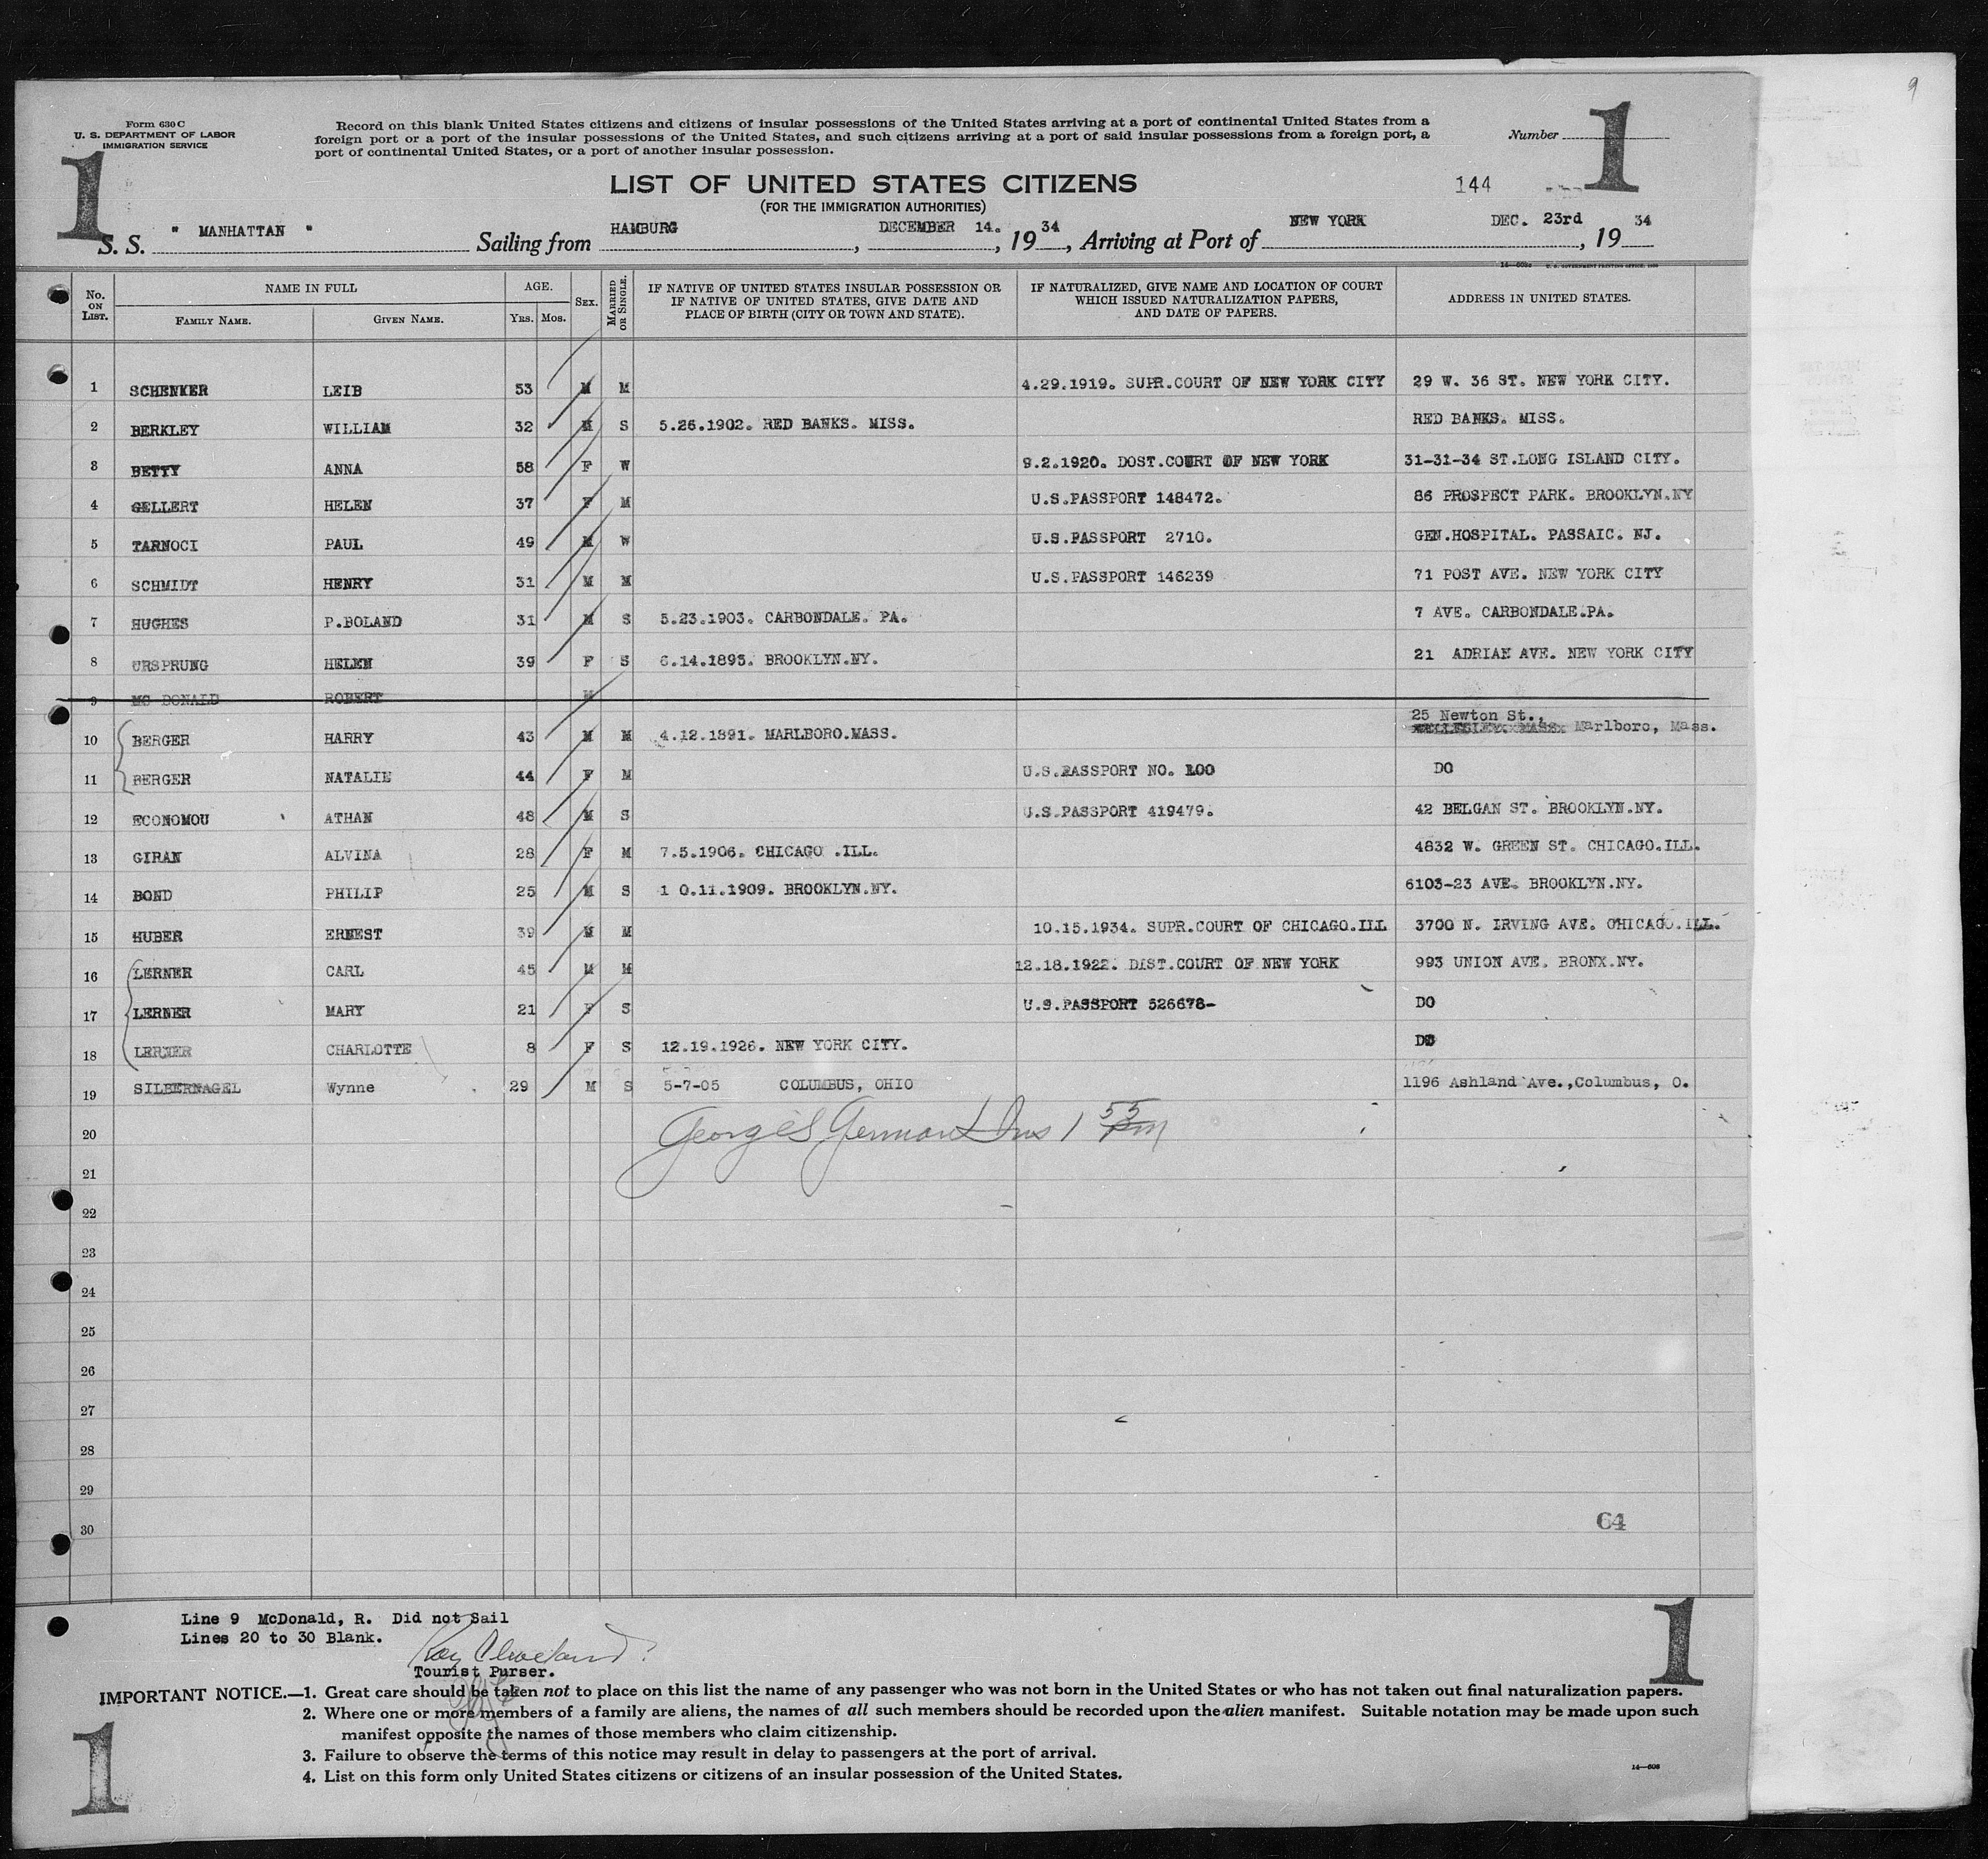 9
Form 630 C
U. S. DEPARTMENT OF LABOR
IMMIGRATION SERVICE
Record on this blank United States citizens and citizens of insular possessions of the United States arriving at a port of continental United States from a
foreign port or a port of the insular possessions of the United States, and such citizens arriving at a port of said insular possessions from a foreign port, a
port of continental United States, or a port of another insular possession.
Number
1
1
LIST OF UNITED STATES CITIZENS
144
(FOR THE IMMIGRATION AUTHORITIES)
S. S. " MANHATTAN " Sailing from HAMBURG, DECEMBER 14., 1934, Arriving at Port of NEW YORK DEC. 23rd, 1934
No. ON LIST. NAME IN FULL FAMILY NAME. GIVEN NAME. AGE. YRS. MOS. SEX. MARRIED OR SINGLE. IF NATIVE OF UNITED STATES INSULAR POSSESSION OR IF NATIVE OF UNITED STATES, GIVE DATE AND PLACE OF BIRTH (CITY OR TOWN AND STATE). IF NATURALIZED, GIVE NAME AND LOCATION OF COURT WHICH ISSUED NATURALIZATION PAPERS, AND DATE OF PAPERS. ADDRESS IN UNITED STATES.
1 SCHENKER LEIB 53 M M 4.29.1919. SUPR.COURT OF NEW YORK CITY 29 W. 36 ST. NEW YORK CITY.
2 BERKLEY WILLIAM 32 M S 5.26.1902. RED BANKS. MISS. RED BANKS. MISS.
3 BETTY ANNA 58 F W 9.2.1920. DOST.COURT OF NEW YORK 31-31-34 ST.LONG ISLAND CITY.
4 GELLERT HELEN 37 F M U.S.PASSPORT 148472. 86 PROSPECT PARK. BROOKLYN.NY
5 TARNOCI PAUL 49 M W U.S.PASSPORT 2710. GEN.HOSPITAL. PASSAIC. NJ.
6 SCHMIDT HENRY 31 M M U.S.PASSPORT 146239 71 POST AVE. NEW YORK CITY
7 HUGHES P.BOLAND 31 M S 5.23.1903. CARBONDALE. PA. 7 AVE. CARBONDALE.PA.
8 URSPRUNG HELEN 39 F S 6.14.1895. BROOKLYN.NY. 21 ADRIAN AVE. NEW YORK CITY
9 MC DONALD ROBERT M
10 BERGER HARRY 43 M M 4.12.1891. MARLBORO.MASS. 25 Newton St., WELLESLEY. MASS. Marlboro, Mass.
11 BERGER NATALIE 44 F M U.S.PASSPORT NO. 100 DO
12 ECONOMOU ATHAN 48 M S U.S.PASSPORT 419479. 42 BELGAN ST. BROOKLYN.NY.
13 GIRAN ALVINA 28 F M 7.5.1906. CHICAGO .ILL. 4832 W. GREEN ST. CHICAGO.ILL.
14 BOND PHILIP 25 M S 1 0.11.1909. BROOKLYN.NY. 6103-23 AVE. BROOKLYN.NY.
15 HUBER ERNEST 39 M M 10.15.1934. SUPR.COURT OF CHICAGO.ILL 3700 N. IRVING AVE. CHICAGO.ILL.
16 LERNER CARL 45 M M 12.18.1922. DIST.COURT OF NEW YORK 993 UNION AVE. BRONX.NY.
17 LERNER MARY 21 F S U.S.PASSPORT 526678- DO
18 LERNER CHARLOTTE 8 F S 12.19.1926. NEW YORK CITY. DO
19 SILBERNAGEL Wynne 29 M S 5-7-05 COLUMBUS, OHIO 1196 Ashland Ave.,Columbus, O.
20 George S German Ins 1 55 pm
21
22
23
24
25
26
27
28
29
30
C4
Line 9 McDonald, R. Did not Sail
Lines 20 to 30 Blank.
Ray Cleveland
Tourist Purser.
1
IMPORTANT NOTICE.—1. Great care should be taken not to place on this list the name of any passenger who was not born in the United States or who has not taken out final naturalization papers.
2. Where one or more members of a family are aliens, the names of all such members should be recorded upon the alien manifest. Suitable notation may be made upon such
manifest opposite the names of those members who claim citizenship.
3. Failure to observe the terms of this notice may result in delay to passengers at the port of arrival.
4. List on this form only United States citizens or citizens of an insular possession of the United States.
1